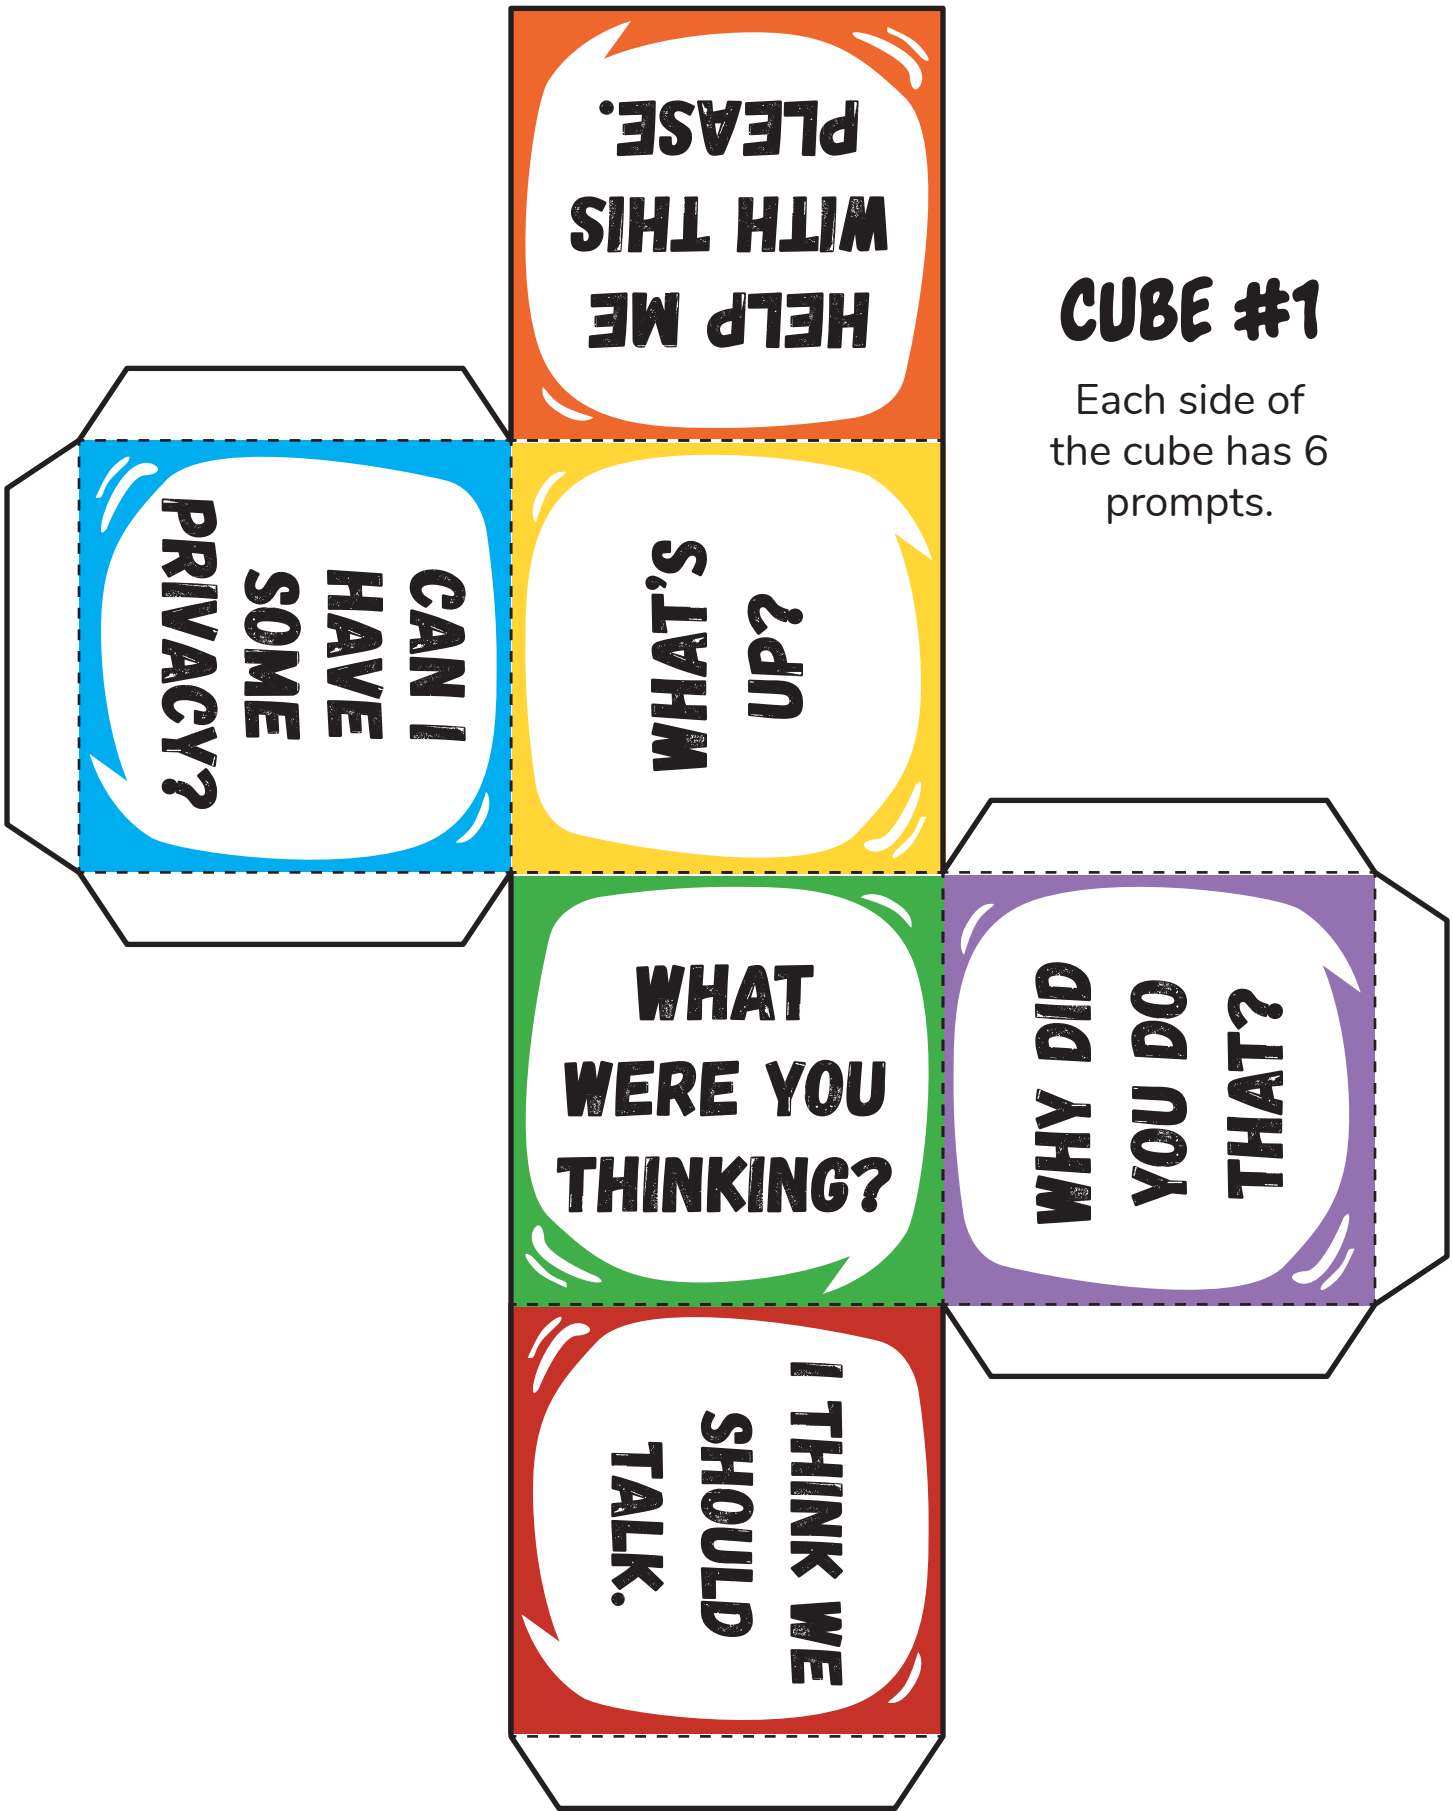 HELP ME
WITH THIS
PLEASE.
CUBE #1
Each side of
the cube has 6
prompts.
CAN I
HAVE
SOME
PRIVACY?
WHAT'S
UP?
WHAT
WERE YOU
THINKING?
WHY DID
YOU DO
THAT?
I THINK WE
SHOULD
TALK.